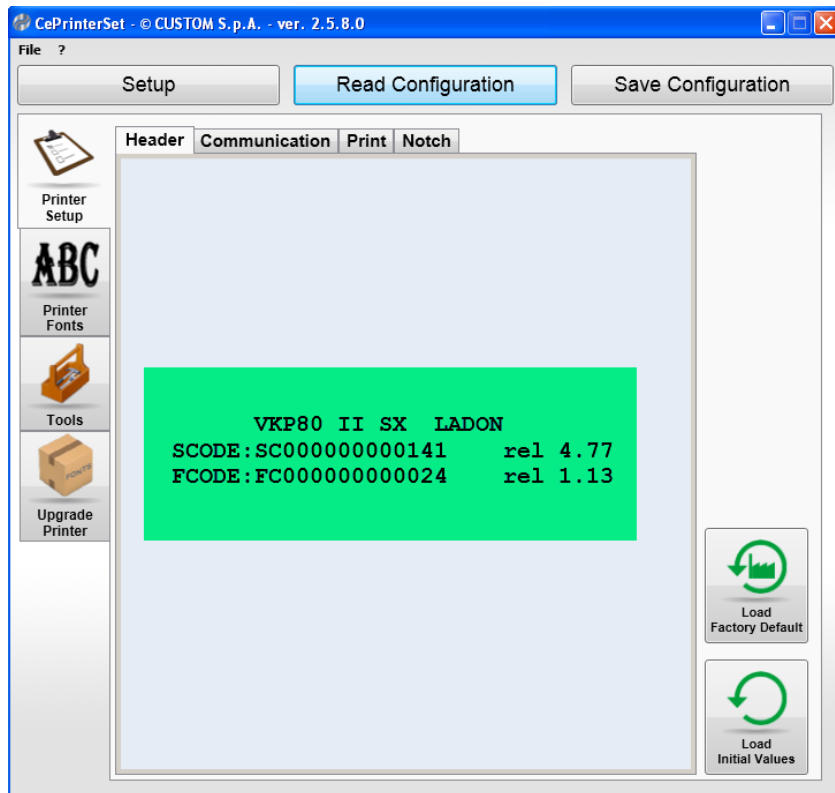 CePrinterSet - © CUSTOM S.p.A. - ver. 2.5.8.0
File ?
Setup Read Configuration Save Configuration
Header Communication Print Notch
Printer
Setup
ABC
Printer
Fonts
Tools
FONTS
Upgrade
Printer
VKP80 II SX LADON
SCODE:SC000000000141 rel 4.77
FCODE:FC000000000024 rel 1.13
Load
Factory Default
Load
Initial Values